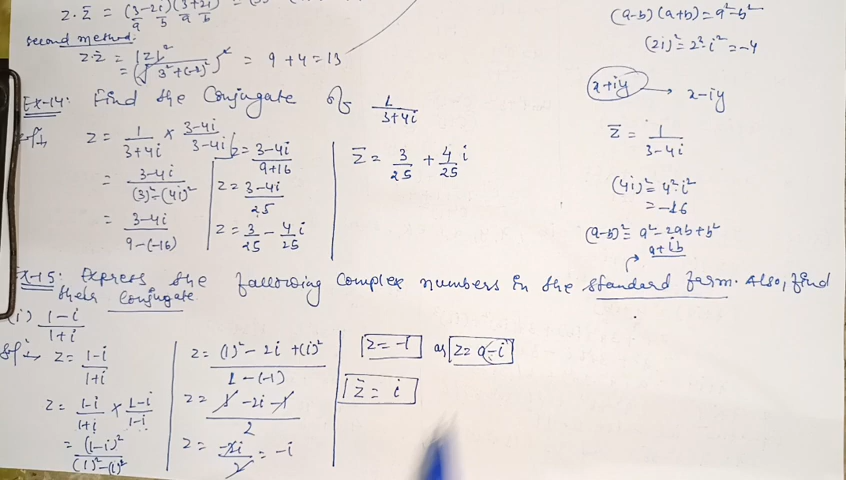 z . z̄ = (3-2i)(3+2i) =
a b a b
second method.
z.z̄ = |z|²
= (√3²+(-2)²)² = 9 + 4 = 13
Ex-14: Find the Conjugate of 1/3+4i
z = 1/3+4i × 3-4i/3-4i
= 3-4i/(3)²-(4i)²
= 3-4i/9-(-16)
z = 3-4i/9+16
z = 3-4i/25
z = 3/25 - 4/25 i
z̄ = 3/25 + 4/25 i
(a-b)(a+b) = a²-b²
(2i)² = 2²·i² = -4
x+iy → x-iy
z̄ = 1/3-4i
(4i)² = 4²·i²
= -16
(a-b)² = a² - 2ab + b²
a+ib
Ex-15: Express the following Complex numbers in the standard form. Also, find
their conjugate.
(i) 1-i/1+i
z = 1-i/1+i
z = 1-i/1+i × 1-i/1-i
= (1-i)²/(1)²-(i)²
z = (1)² - 2i + (i)²/1-(-1)
z = 1 - 2i - 1/2
z = -2i/2 = -i
z = -i or z = 0-i
z̄ = i